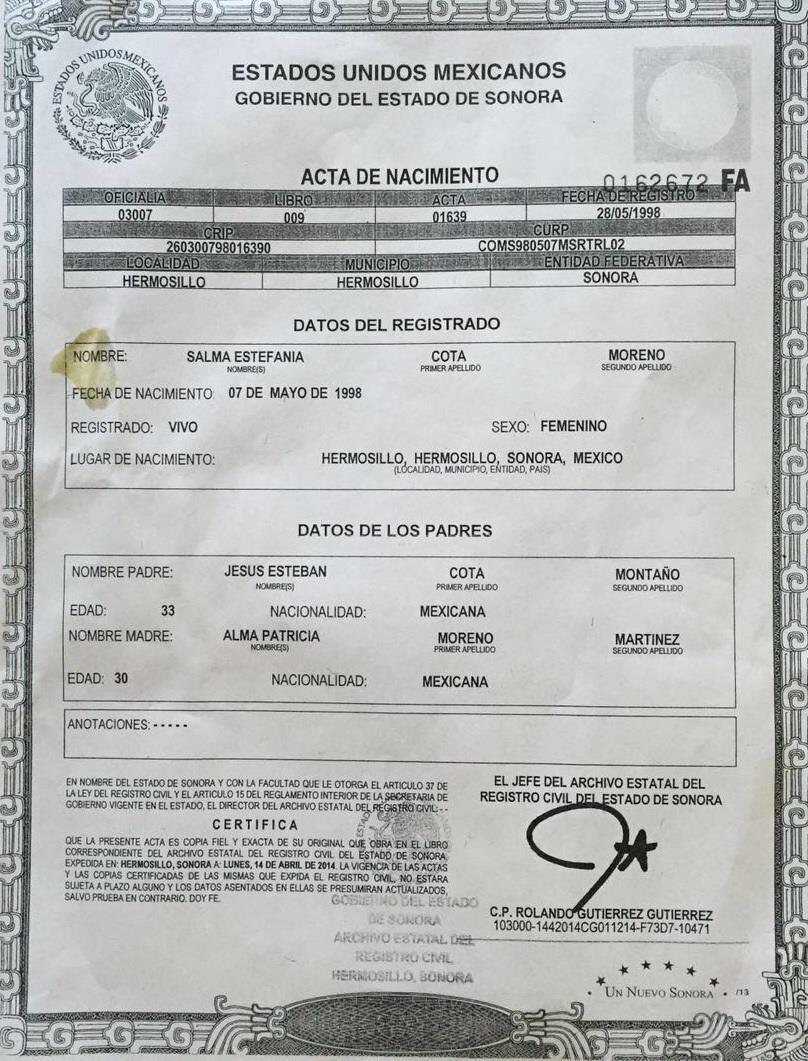 ESTADOS UNIDOS MEXICANOS
ESTADOS UNIDOS MEXICANOS
GOBIERNO DEL ESTADO DE SONORA
ACTA DE NACIMIENTO
0162672 FA
OFICIALIA LIBRO ACTA FECHA DE REGISTRO
03007 009 01639 28/05/1998
CRIP CURP
260300798016390 COMS980507MSRTRL02
LOCALIDAD MUNICIPIO ENTIDAD FEDERATIVA
HERMOSILLO HERMOSILLO SONORA
DATOS DEL REGISTRADO
NOMBRE: SALMA ESTEFANIA COTA MORENO
NOMBRE(S) PRIMER APELLIDO SEGUNDO APELLIDO
FECHA DE NACIMIENTO: 07 DE MAYO DE 1998
REGISTRADO: VIVO SEXO: FEMENINO
LUGAR DE NACIMIENTO: HERMOSILLO, HERMOSILLO, SONORA, MEXICO
(LOCALIDAD, MUNICIPIO, ENTIDAD, PAIS)
DATOS DE LOS PADRES
NOMBRE PADRE: JESUS ESTEBAN COTA MONTAÑO
NOMBRE(S) PRIMER APELLIDO SEGUNDO APELLIDO
EDAD: 33 NACIONALIDAD: MEXICANA
NOMBRE MADRE: ALMA PATRICIA MORENO MARTINEZ
NOMBRE(S) PRIMER APELLIDO SEGUNDO APELLIDO
EDAD: 30 NACIONALIDAD: MEXICANA
ANOTACIONES: - - - - -
EN NOMBRE DEL ESTADO DE SONORA Y CON LA FACULTAD QUE LE OTORGA EL ARTICULO 37 DE
LA LEY DEL REGISTRO CIVIL Y EL ARTICULO 15 DEL REGLAMENTO INTERIOR DE LA SECRETARIA DE
GOBIERNO VIGENTE EN EL ESTADO, EL DIRECTOR DEL ARCHIVO ESTATAL DEL REGISTRO CIVIL: - -
CERTIFICA
QUE LA PRESENTE ACTA ES COPIA FIEL Y EXACTA DE SU ORIGINAL QUE OBRA EN EL LIBRO
CORRESPONDIENTE DEL ARCHIVO ESTATAL DEL REGISTRO CIVIL DEL ESTADO DE SONORA.
EXPEDIDA EN: HERMOSILLO, SONORA A: LUNES, 14 DE ABRIL DE 2014. LA VIGENCIA DE LAS ACTAS
Y LAS COPIAS CERTIFICADAS DE LAS MISMAS QUE EXPIDA EL REGISTRO CIVIL, NO ESTARA
SUJETA A PLAZO ALGUNO Y LOS DATOS ASENTADOS EN ELLAS SE PRESUMIRAN ACTUALIZADOS,
SALVO PRUEBA EN CONTRARIO. DOY FE.
GOBIERNO DEL ESTADO
DE SONORA
ARCHIVO ESTATAL DEL
REGISTRO CIVIL
HERMOSILLO, SONORA
EL JEFE DEL ARCHIVO ESTATAL DEL
REGISTRO CIVIL DEL ESTADO DE SONORA
C.P. ROLANDO GUTIERREZ GUTIERREZ
103000-1442014CG011214-F73D7-10471
UN NUEVO SONORA /13